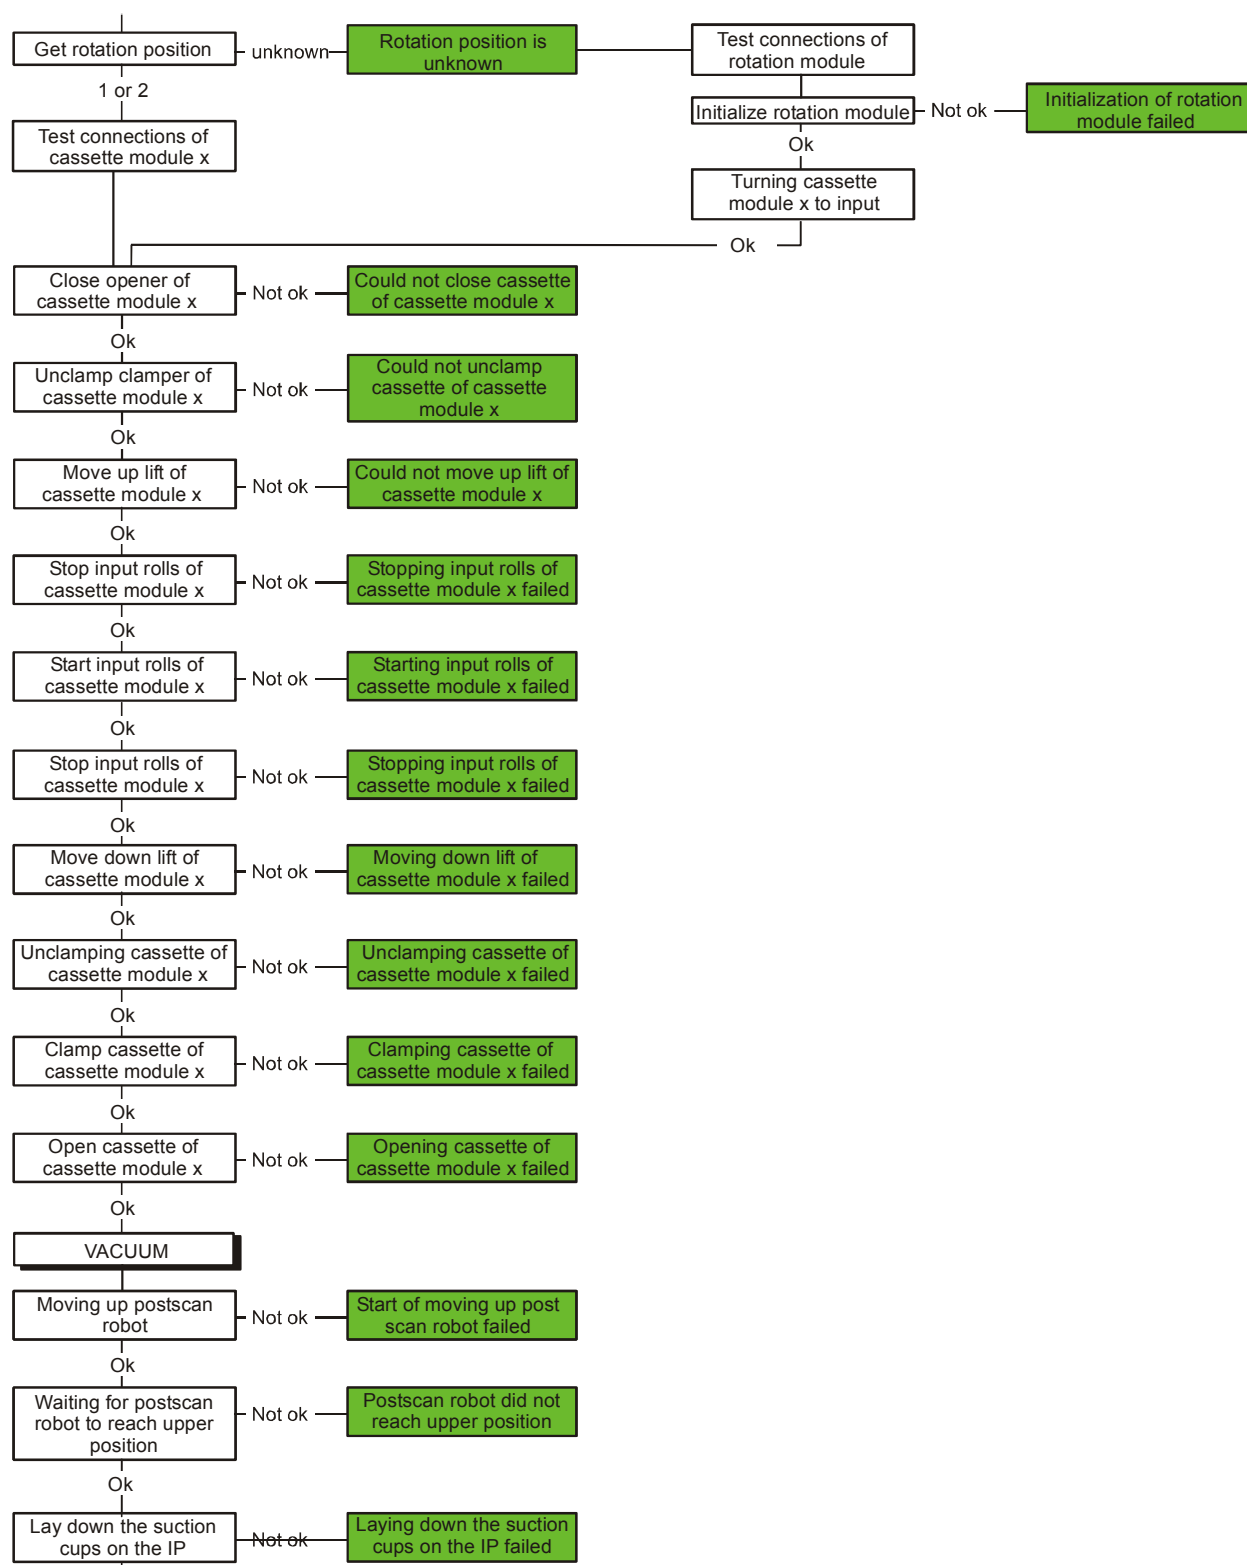 Get rotation position
unknown
Rotation position is
unknown
Test connections of
rotation module
1 or 2
Initialize rotation module
Not ok
Initialization of rotation
module failed
Test connections of
cassette module x
Ok
Turning cassette
module x to input
Ok
Close opener of
cassette module x
Not ok
Could not close cassette
of cassette module x
Ok
Unclamp clamper of
cassette module x
Not ok
Could not unclamp
cassette of cassette
module x
Ok
Move up lift of
cassette module x
Not ok
Could not move up lift of
cassette module x
Ok
Stop input rolls of
cassette module x
Not ok
Stopping input rolls of
cassette module x failed
Ok
Start input rolls of
cassette module x
Not ok
Starting input rolls of
cassette module x failed
Ok
Stop input rolls of
cassette module x
Not ok
Stopping input rolls of
cassette module x failed
Ok
Move down lift of
cassette module x
Not ok
Moving down lift of
cassette module x failed
Ok
Unclamping cassette of
cassette module x
Not ok
Unclamping cassette of
cassette module x failed
Ok
Clamp cassette of
cassette module x
Not ok
Clamping cassette of
cassette module x failed
Ok
Open cassette of
cassette module x
Not ok
Opening cassette of
cassette module x failed
Ok
VACUUM
Moving up postscan
robot
Not ok
Start of moving up post
scan robot failed
Ok
Waiting for postscan
robot to reach upper
position
Not ok
Postscan robot did not
reach upper position
Ok
Lay down the suction
cups on the IP
Not ok
Laying down the suction
cups on the IP failed